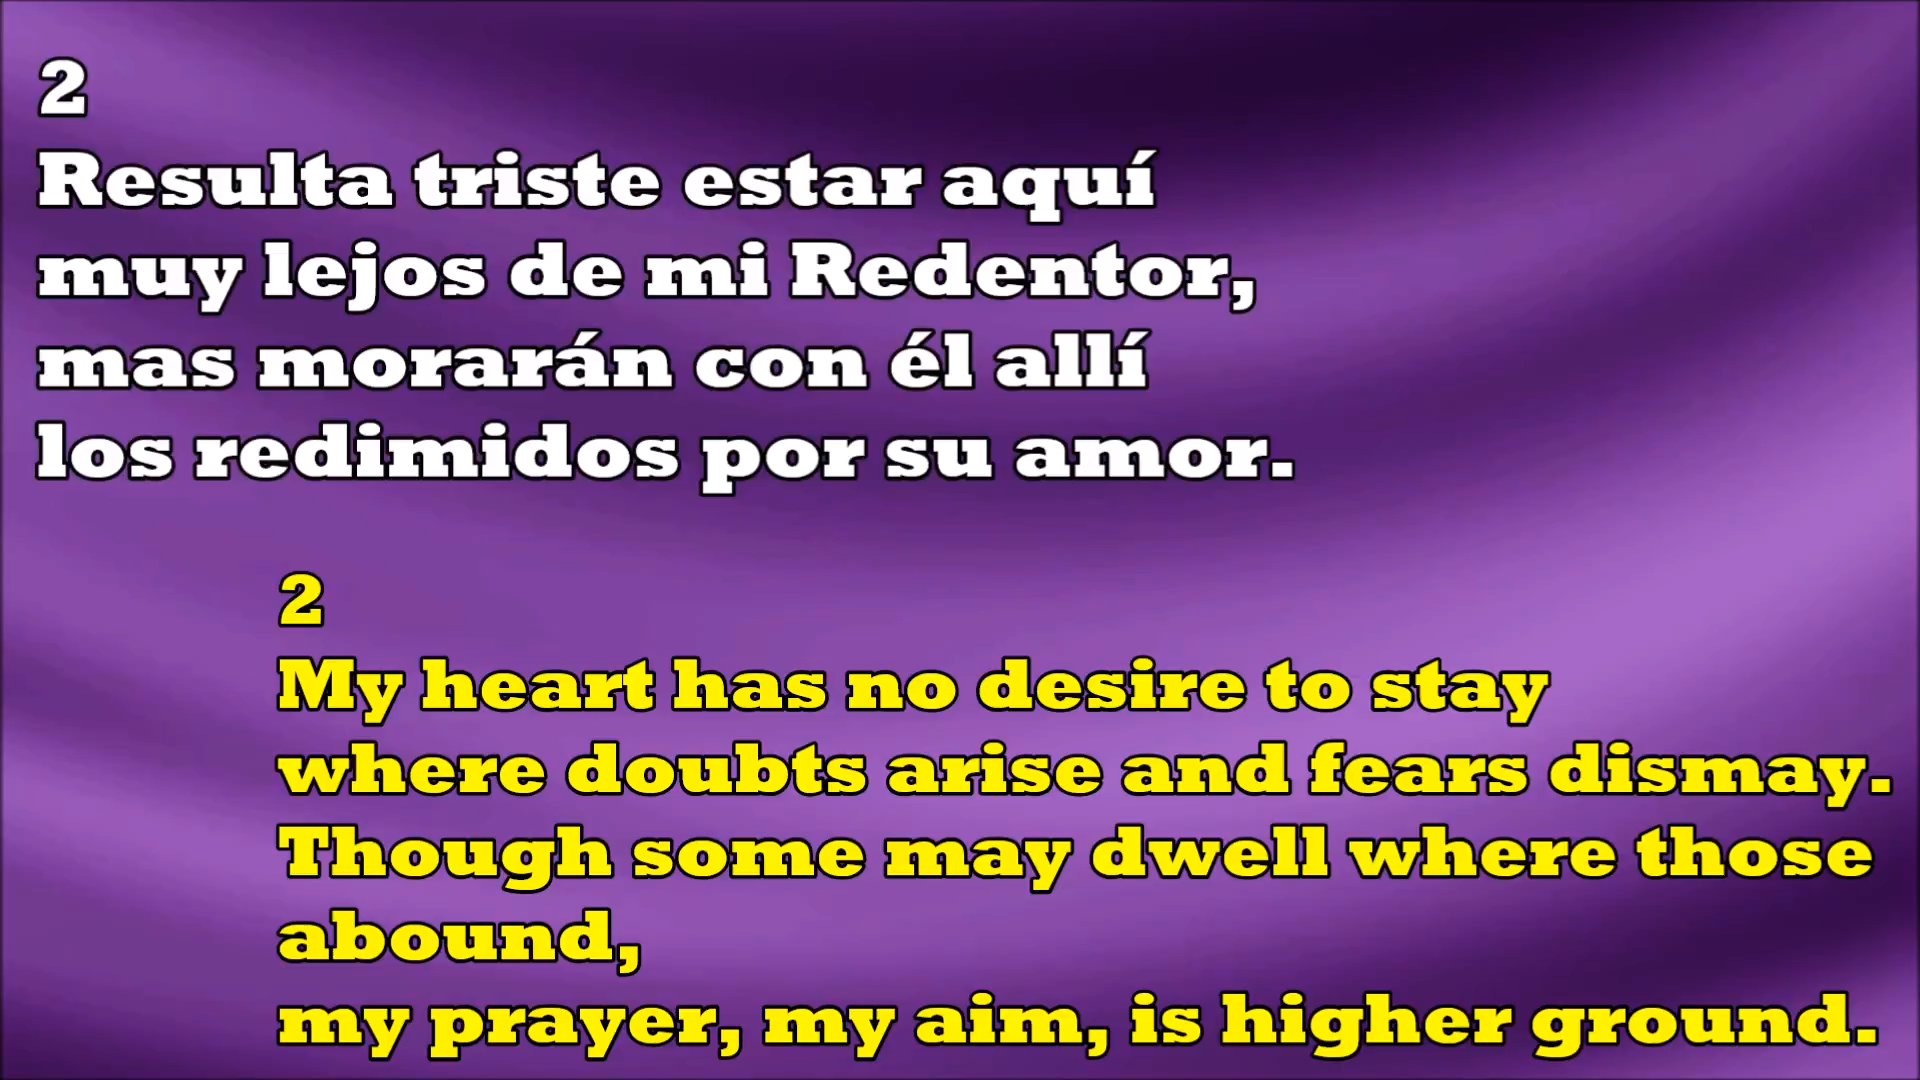 2
Resulta triste estar aquí
muy lejos de mi Redentor,
mas morarán con él allí
los redimidos por su amor.
2
My heart has no desire to stay
where doubts arise and fears dismay.
Though some may dwell where those
abound,
my prayer, my aim, is higher ground.